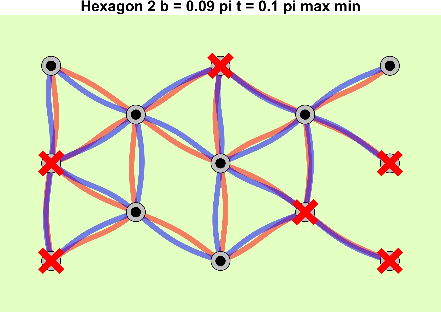 Hexagon 2 b = 0.09 pi t = 0.1 pi max min